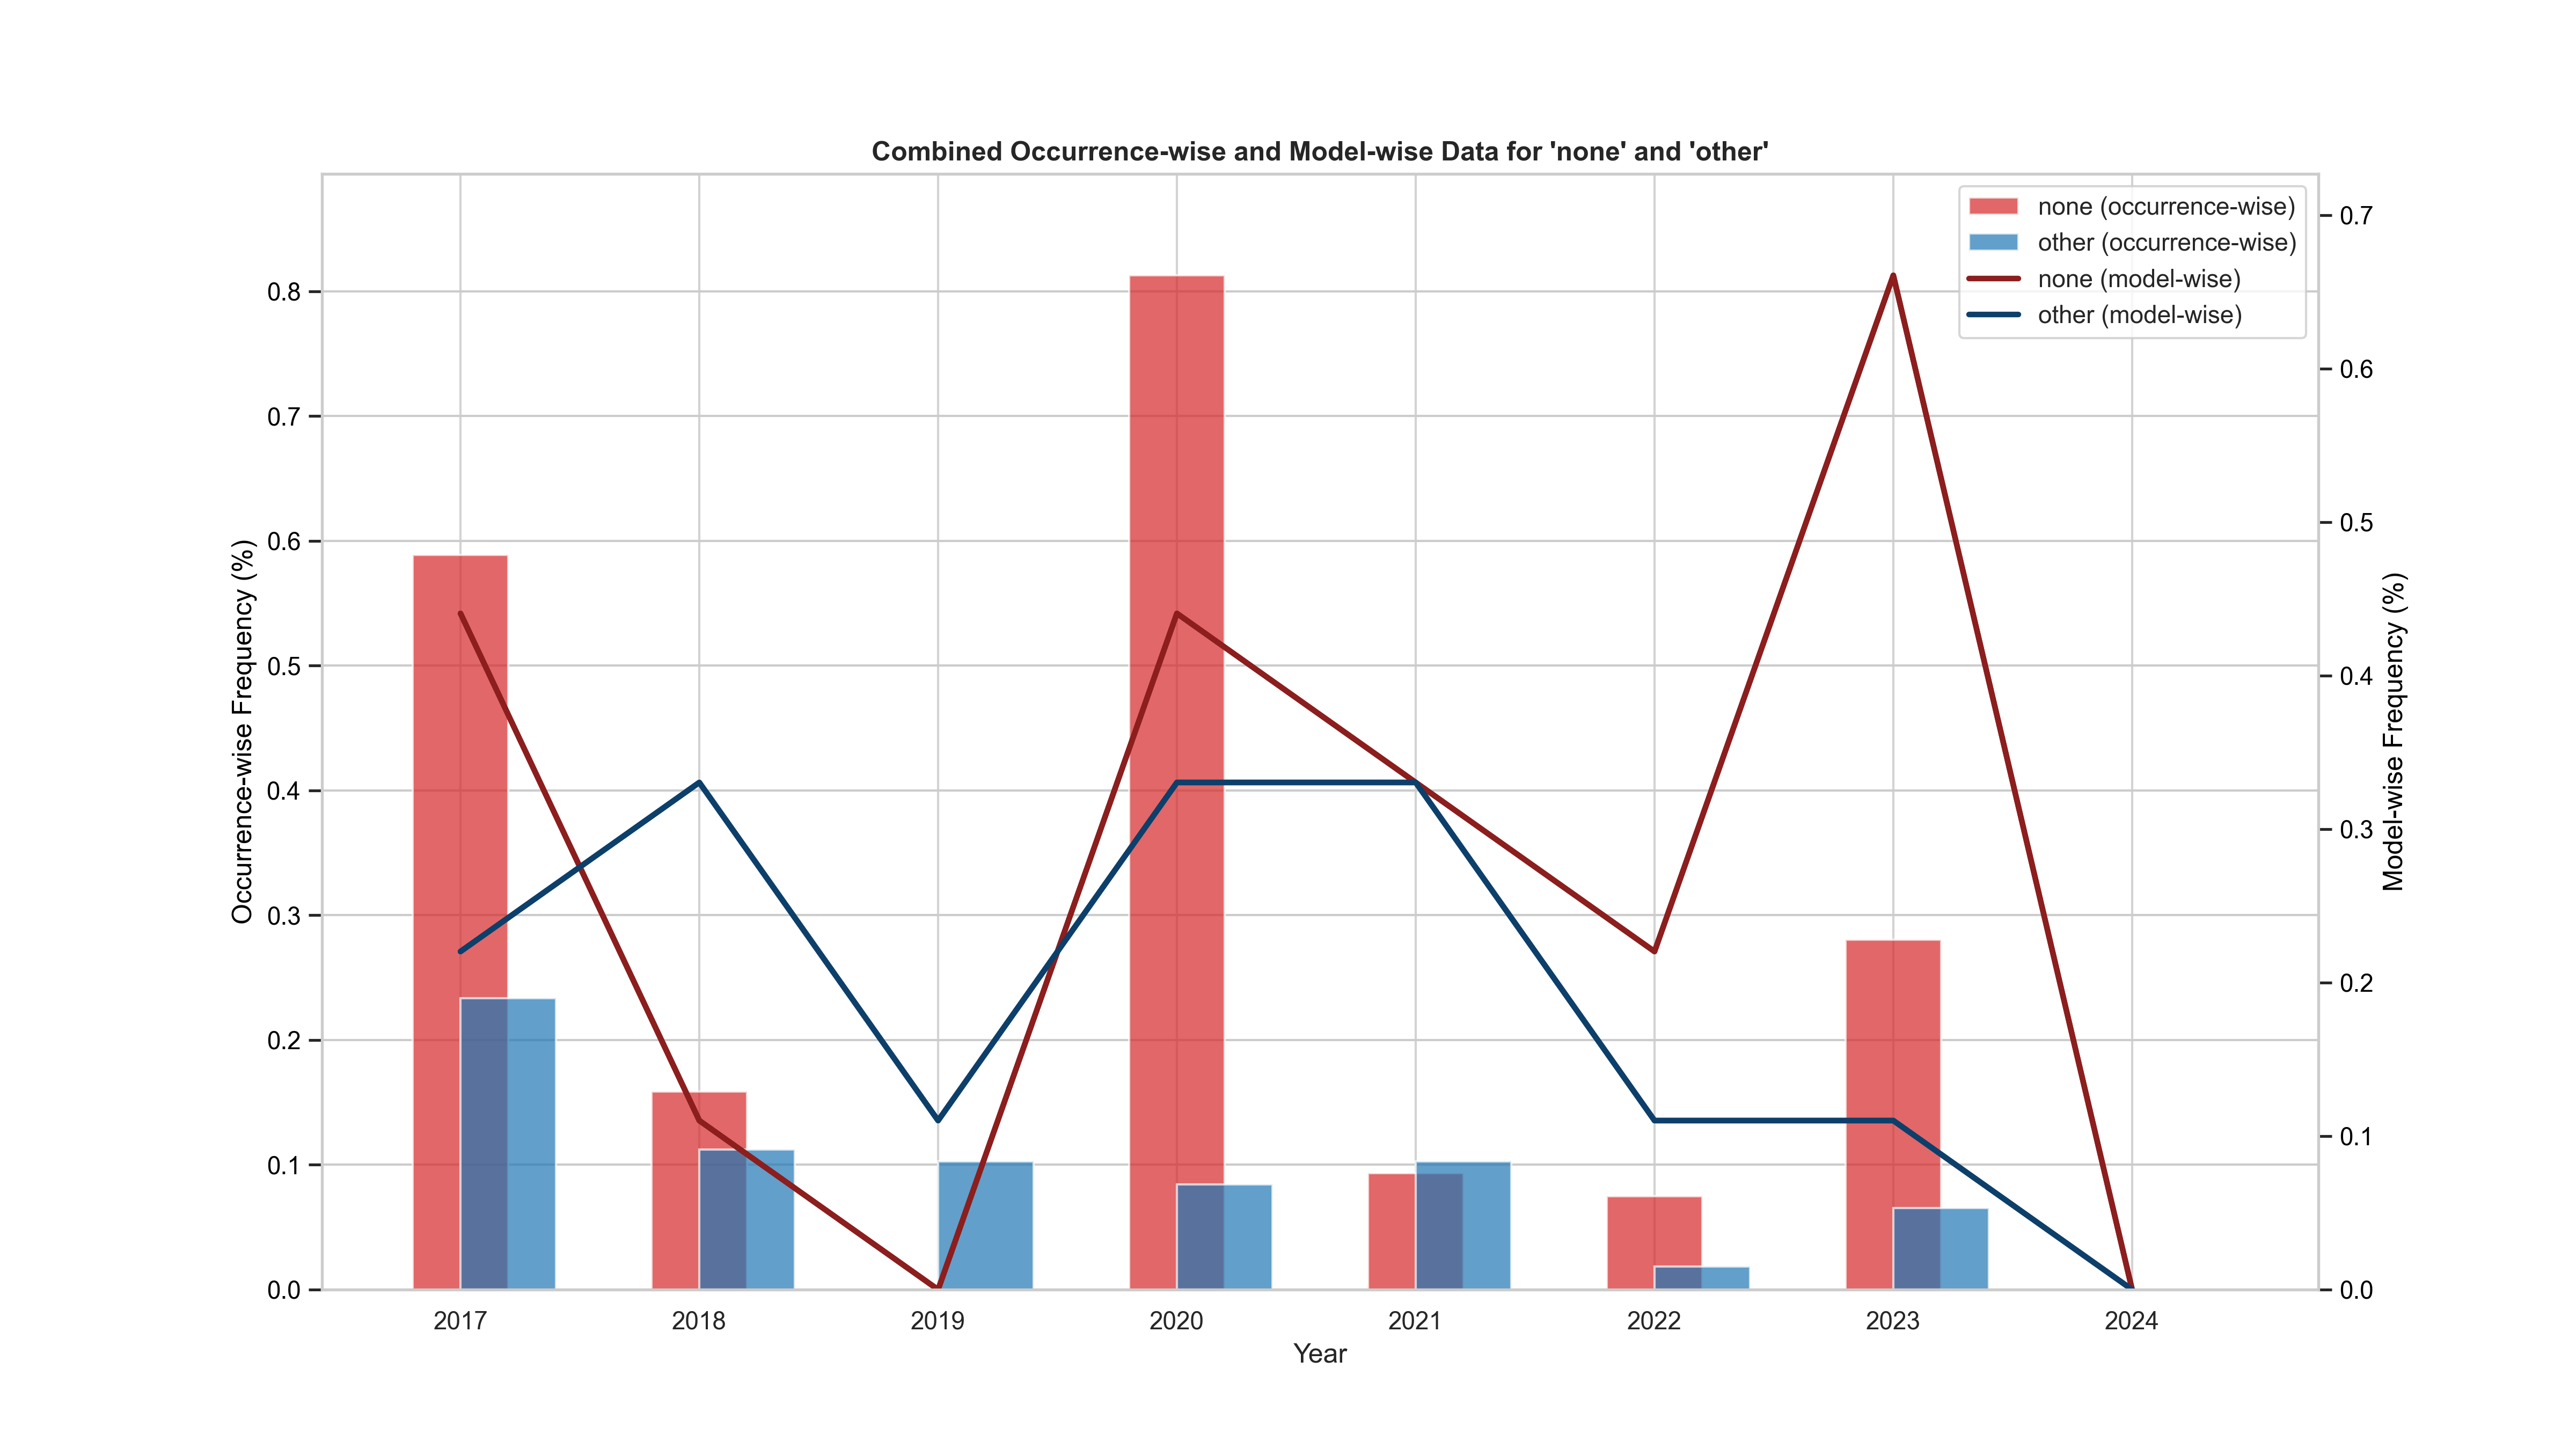 Combined Occurrence-wise and Model-wise Data for 'none' and 'other'
none (occurrence-wise)
other (occurrence-wise)
none (model-wise)
other (model-wise)
Occurrence-wise Frequency (%)
0.8
0.7
0.6
0.5
0.4
0.3
0.2
0.1
0.0
0.7
0.6
0.5
0.4
0.3
0.2
0.1
0.0
Model-wise Frequency (%)
2017 2018 2019 2020 2021 2022 2023 2024
Year